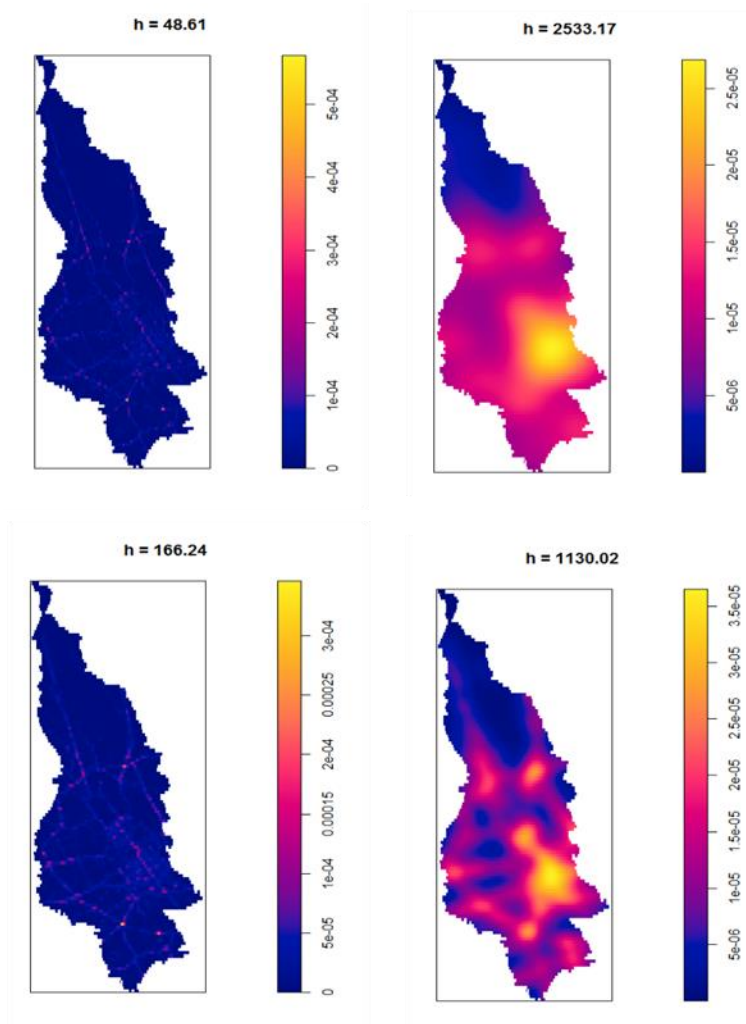 h = 48.61
5e-04
4e-04
3e-04
2e-04
1e-04
0
h = 2533.17
2.5e-05
2e-05
1.5e-05
1e-05
5e-06
h = 166.24
3e-04
0.00025
2e-04
0.00015
1e-04
5e-05
0
h = 1130.02
3.5e-05
3e-05
2.5e-05
2e-05
1.5e-05
1e-05
5e-06